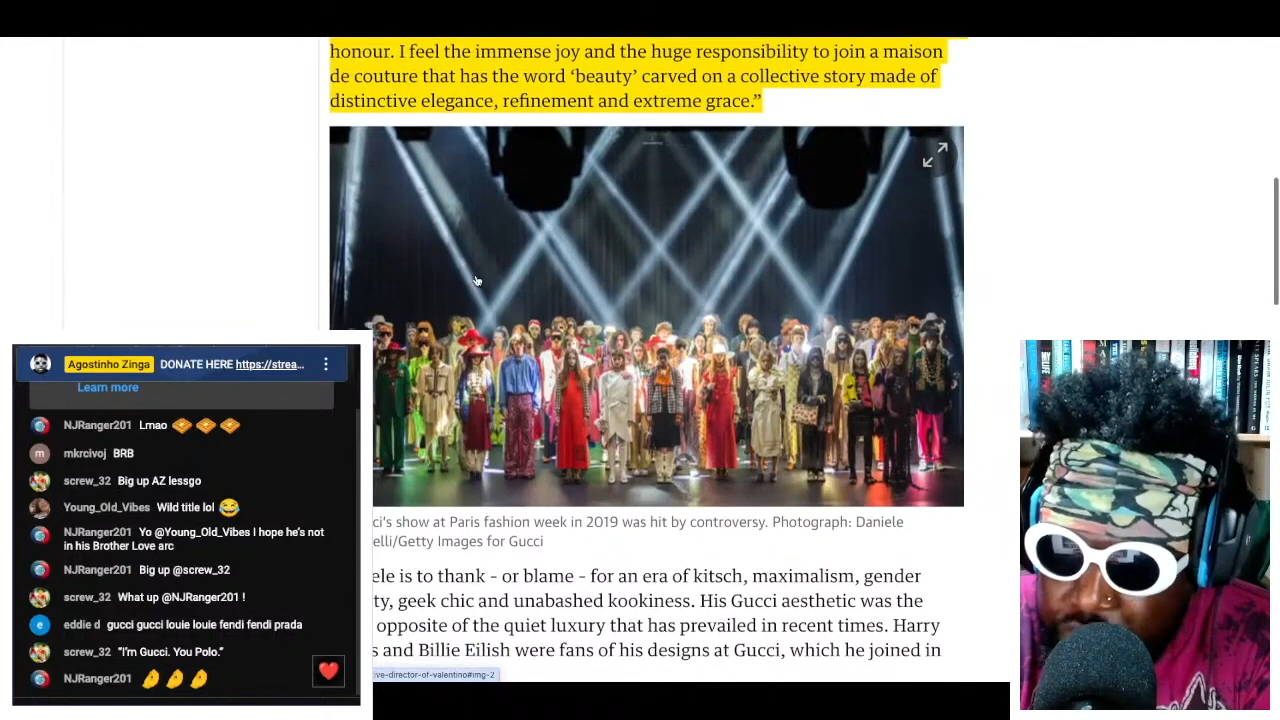 honour. I feel the immense joy and the huge responsibility to join a maison
de couture that has the word ‘beauty’ carved on a collective story made of
distinctive elegance, refinement and extreme grace.”
Agostinho Zinga DONATE HERE https://strea...
Learn more
NJRanger201 Lmao
mkrcivoj BRB
screw_32 Big up AZ lessgo
Young_Old_Vibes Wild title lol
NJRanger201 Yo @Young_Old_Vibes I hope he's not
in his Brother Love arc
NJRanger201 Big up @screw_32
screw_32 What up @NJRanger201 !
eddie d gucci gucci louie louie fendi fendi prada
screw_32 “I'm Gucci. You Polo.”
NJRanger201
ci’s show at Paris fashion week in 2019 was hit by controversy. Photograph: Daniele
elli/Getty Images for Gucci
ele is to thank – or blame – for an era of kitsch, maximalism, gender
ty, geek chic and unabashed kookiness. His Gucci aesthetic was the
opposite of the quiet luxury that has prevailed in recent times. Harry
s and Billie Eilish were fans of his designs at Gucci, which he joined in
ve-director-of-valentino#img-2